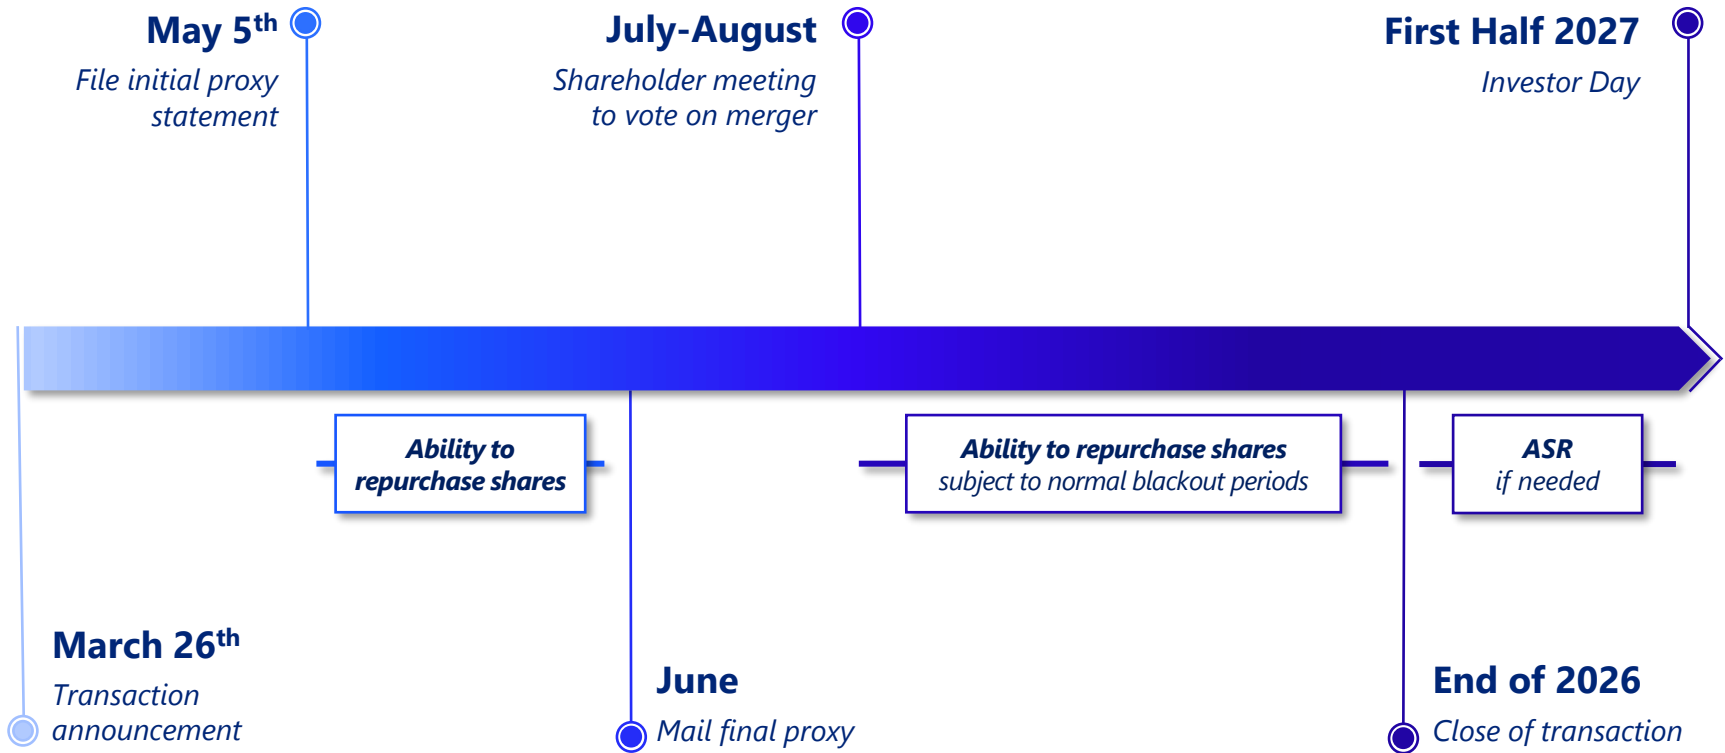 May 5th
File initial proxy
statement
July-August
Shareholder meeting
to vote on merger
First Half 2027
Investor Day
Ability to
repurchase shares
Ability to repurchase shares
subject to normal blackout periods
ASR
if needed
March 26th
Transaction
announcement
June
Mail final proxy
End of 2026
Close of transaction